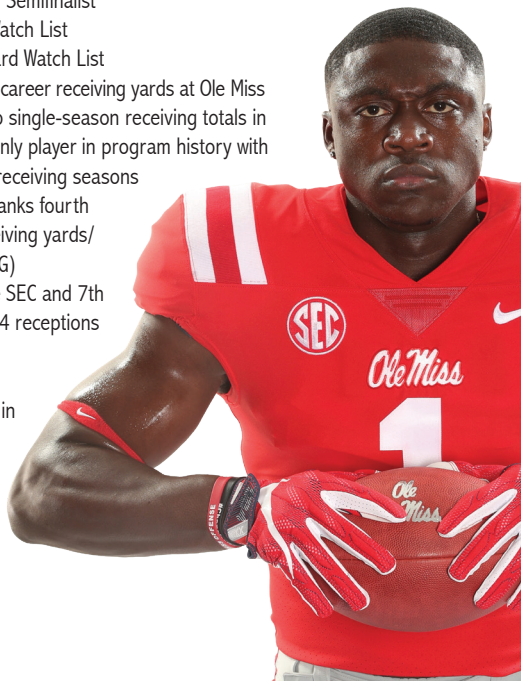 Semifinalist
Watch List
rd Watch List
career receiving yards at Ole Miss
single-season receiving totals in
nly player in program history with
receiving seasons
anks fourth
iving yards/
G)
SEC and 7th
4 receptions
in
SEC
Ole Miss
1
Ole
Miss